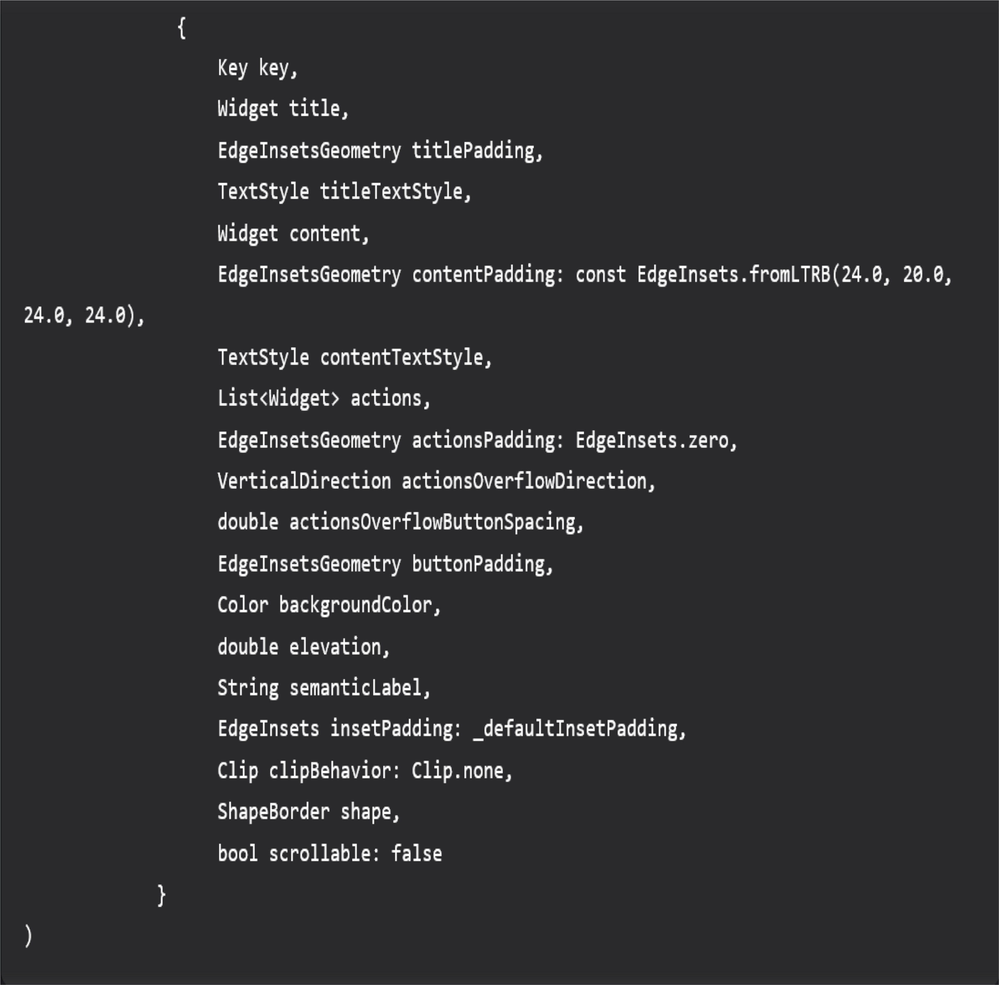 {
Key key,
Widget title,
EdgeInsetsGeometry titlePadding,
TextStyle titleTextStyle,
Widget content,
EdgeInsetsGeometry contentPadding: const EdgeInsets.fromLTRB(24.0, 20.0,
24.0, 24.0),
TextStyle contentTextStyle,
List<Widget> actions,
EdgeInsetsGeometry actionsPadding: EdgeInsets.zero,
VerticalDirection actionsOverflowDirection,
double actionsOverflowButtonSpacing,
EdgeInsetsGeometry buttonPadding,
Color backgroundColor,
double elevation,
String semanticLabel,
EdgeInsets insetPadding: _defaultInsetPadding,
Clip clipBehavior: Clip.none,
ShapeBorder shape,
bool scrollable: false
}
)